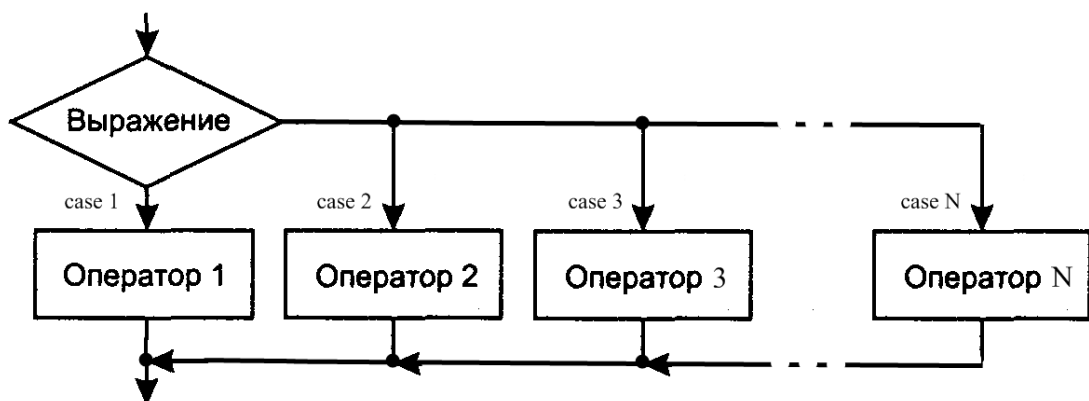 Выражение
case 1
case 2
case 3
case N
Оператор 1
Оператор 2
Оператор 3
Оператор N